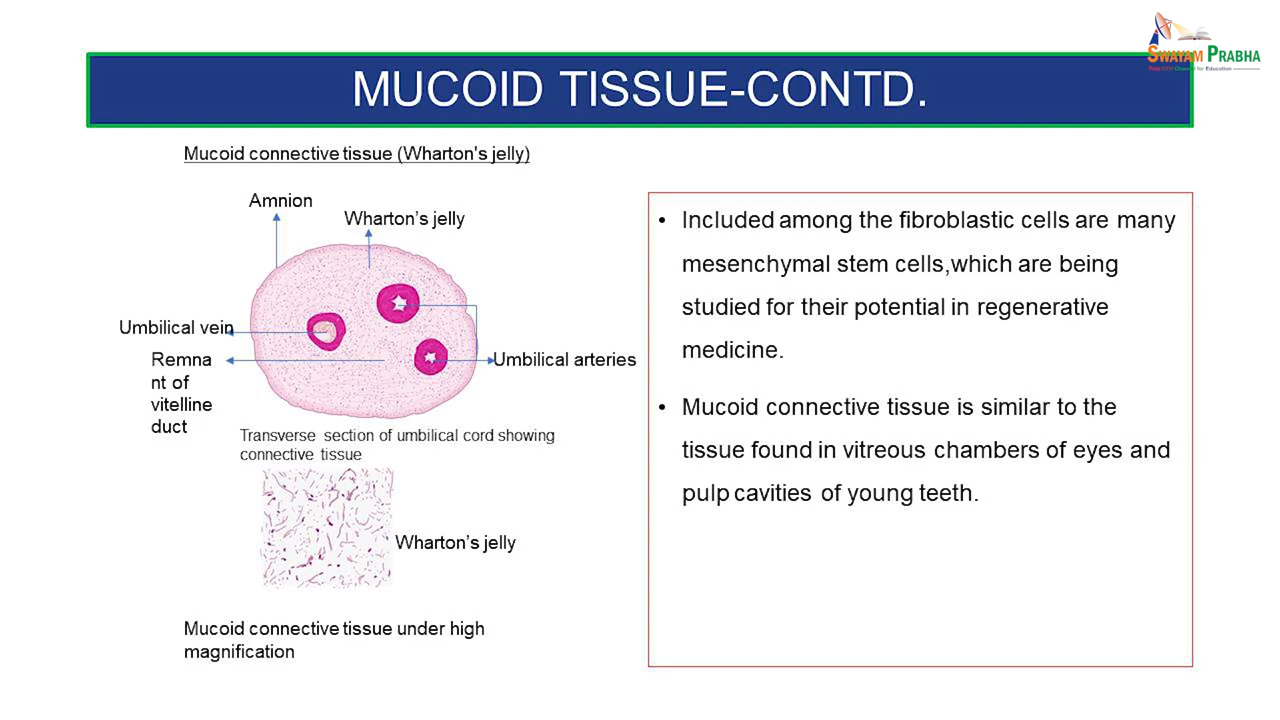 SWAYAM PRABHA
MUCOID TISSUE-CONTD.
Mucoid connective tissue (Wharton's jelly)
Amnion
Wharton's jelly
Umbilical vein
Remna
nt of
vitelline
duct
Umbilical arteries
Transverse section of umbilical cord showing
connective tissue
Wharton's jelly
Mucoid connective tissue under high
magnification
• Included among the fibroblastic cells are many
mesenchymal stem cells,which are being
studied for their potential in regenerative
medicine.
• Mucoid connective tissue is similar to the
tissue found in vitreous chambers of eyes and
pulp cavities of young teeth.